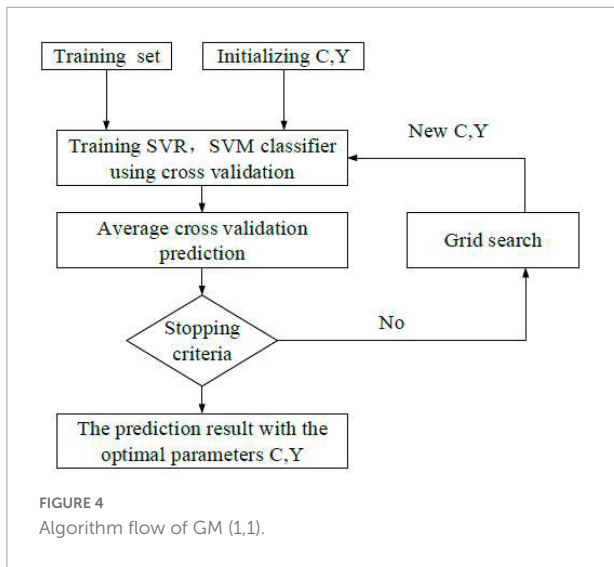 Training set
Initializing C,Y
New C,Y
Training SVR，SVM classifier
using cross validation
Average cross validation
prediction
Grid search
Stopping
criteria
No
The prediction result with the
optimal parameters C,Y
FIGURE 4
Algorithm flow of GM (1,1).